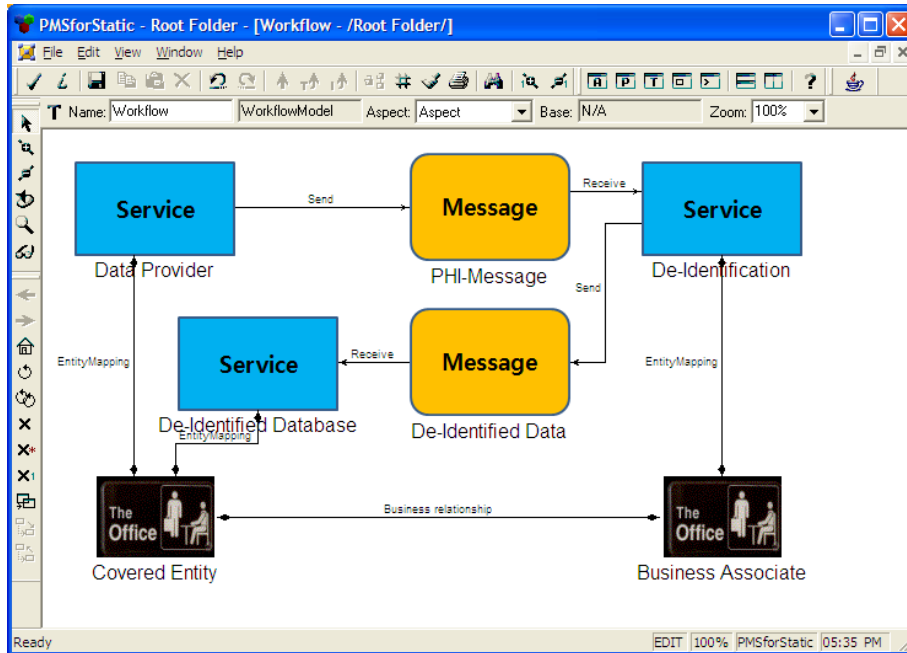 PMSforStatic - Root Folder - [Workflow - /Root Folder/]
File Edit View Window Help
A P T
?
T Name: Workflow WorkflowModel Aspect: Aspect Base: N/A Zoom: 100%
Service
Send
Message
Receive
Service
Data Provider
PHI-Message
De-Identification
Send
EntityMapping
Service
Receive
Message
EntityMapping
De-Identified Database
EntityMapping
De-Identified Data
The
Office
Business relationship
The
Office
Covered Entity
Business Associate
Ready EDIT 100% PMSforStatic 05:35 PM